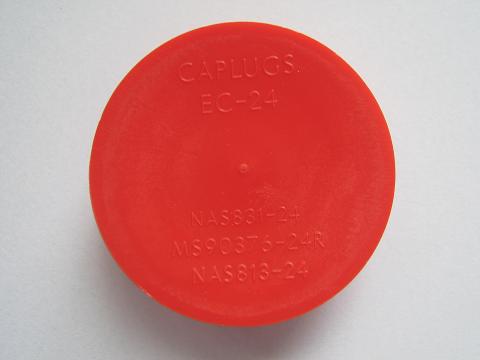 CAPLUGS.
EC-24
NAS831-24
MS90376-24R
NAS813-24